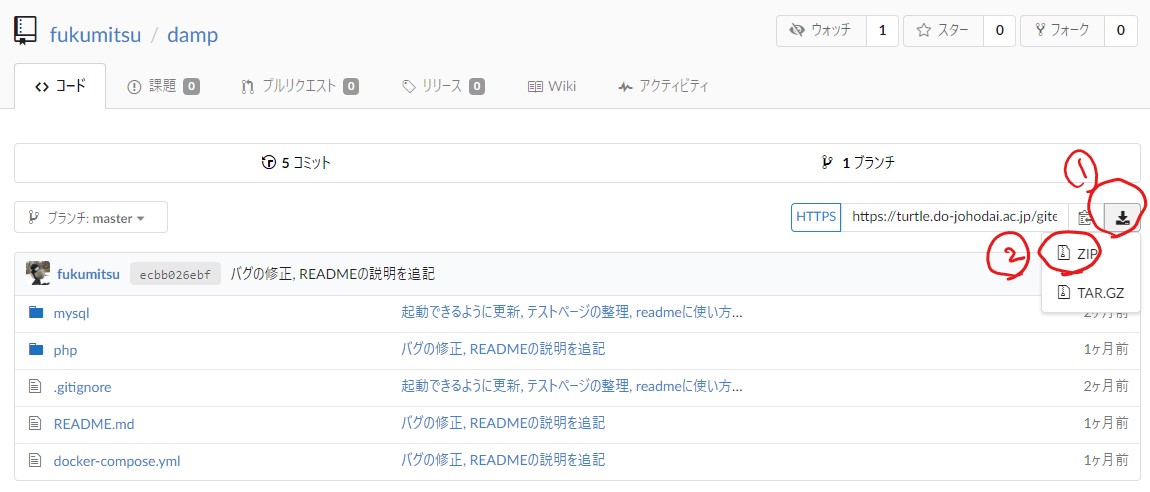 fukumitsu / damp
ウォッチ 1 スター 0 フォーク 0
コード 課題 0 プルリクエスト 0 リリース 0 Wiki アクティビティ
5 コミット 1 ブランチ
①
ブランチ: master HTTPS https://turtle.do-johodai.ac.jp/gite
② ZIP
fukumitsu ecbb026ebf バグの修正, READMEの説明を追記
TAR.GZ
mysql 起動できるように更新, テストページの整理, readmeに使い方... 2ヶ月前
php バグの修正, READMEの説明を追記 1ヶ月前
.gitignore 起動できるように更新, テストページの整理, readmeに使い方... 2ヶ月前
README.md バグの修正, READMEの説明を追記 1ヶ月前
docker-compose.yml バグの修正, READMEの説明を追記 1ヶ月前